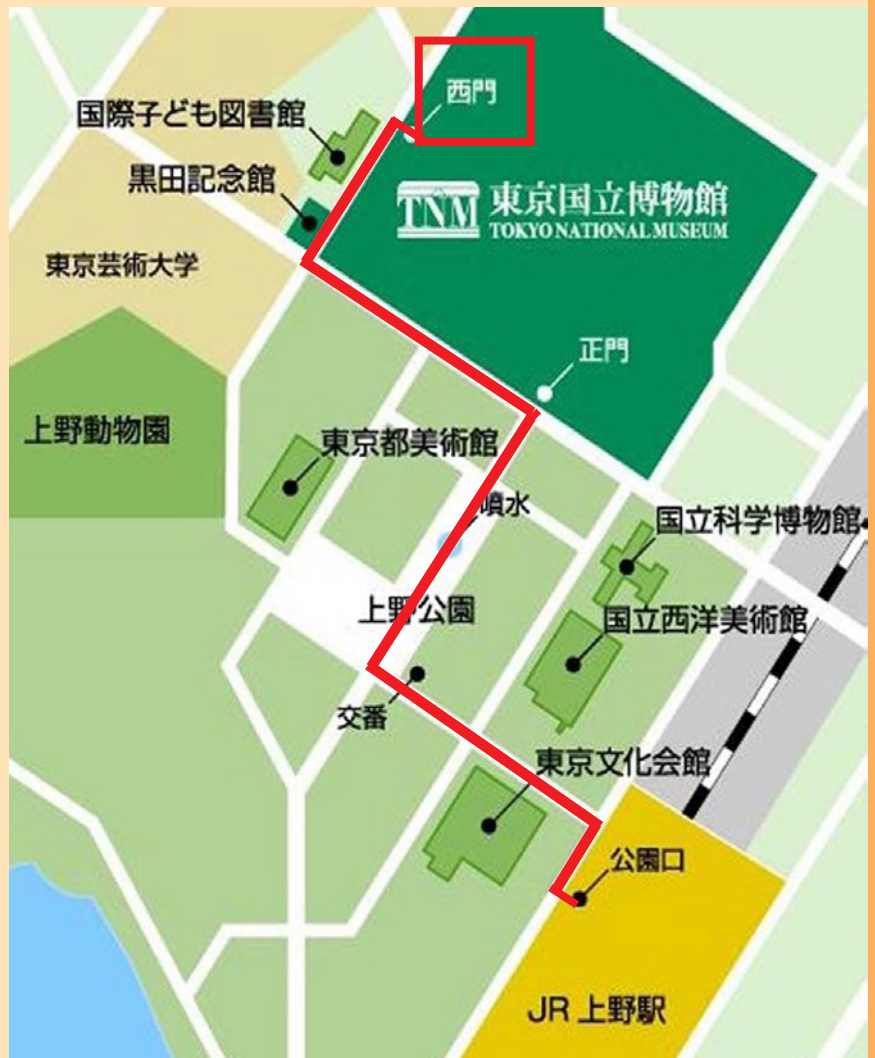 西門
国際子ども図書館
黒田記念館
TNM 東京国立博物館
TOKYO NATIONAL MUSEUM
東京芸術大学
正門
上野動物園
東京都美術館
噴水
国立科学博物館
上野公園
国立西洋美術館
交番
東京文化会館
公園口
JR 上野駅